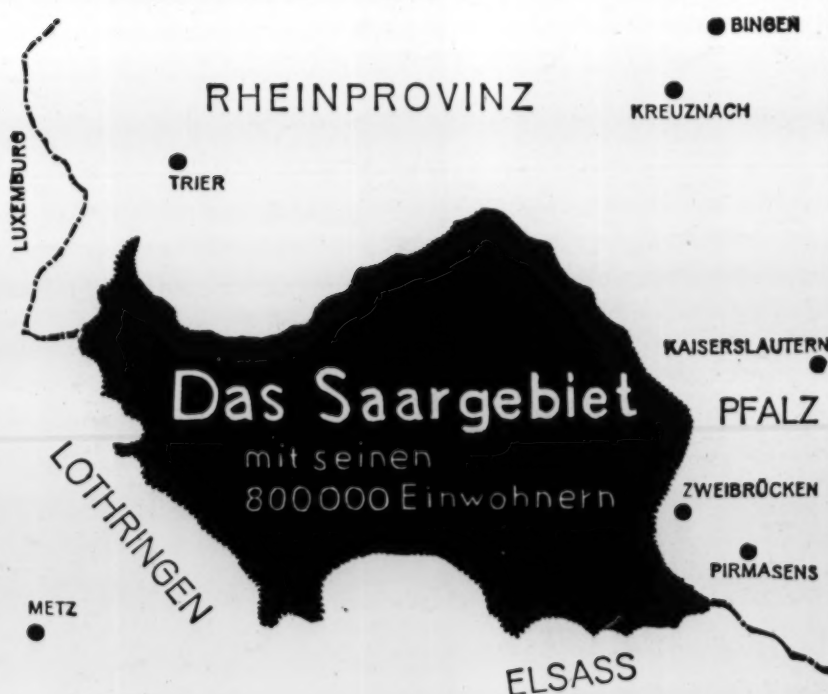 BINGEN
RHEINPROVINZ
KREUZNACH
LUXEMBURG
TRIER
KAISERSLAUTERN
Das Saargebiet
PFALZ
mit seinen
800000 Einwohnern
LOTHRINGEN
ZWEIBRÜCKEN
PIRMASENS
METZ
ELSASS